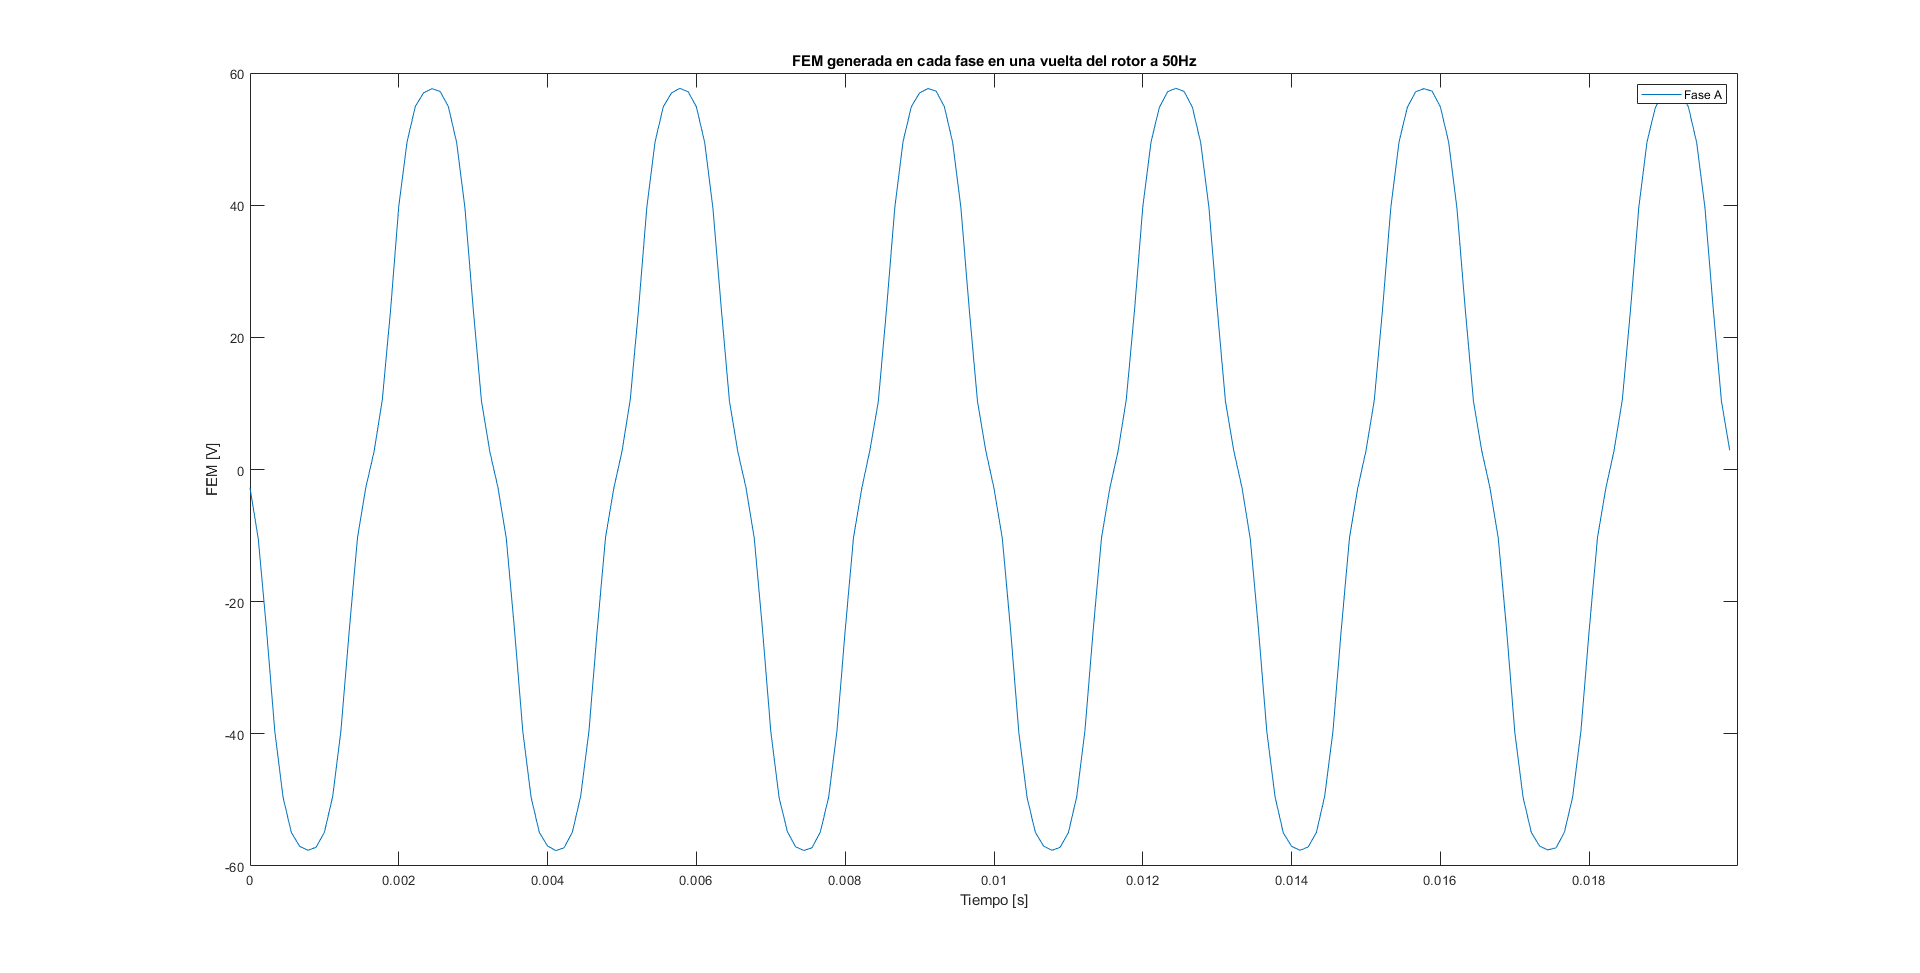 FEM generada en cada fase en una vuelta del rotor a 50Hz
Fase A
60
40
20
0
-20
-40
-60
FEM [V]
0 0.002 0.004 0.006 0.008 0.01 0.012 0.014 0.016 0.018
Tiempo [s]